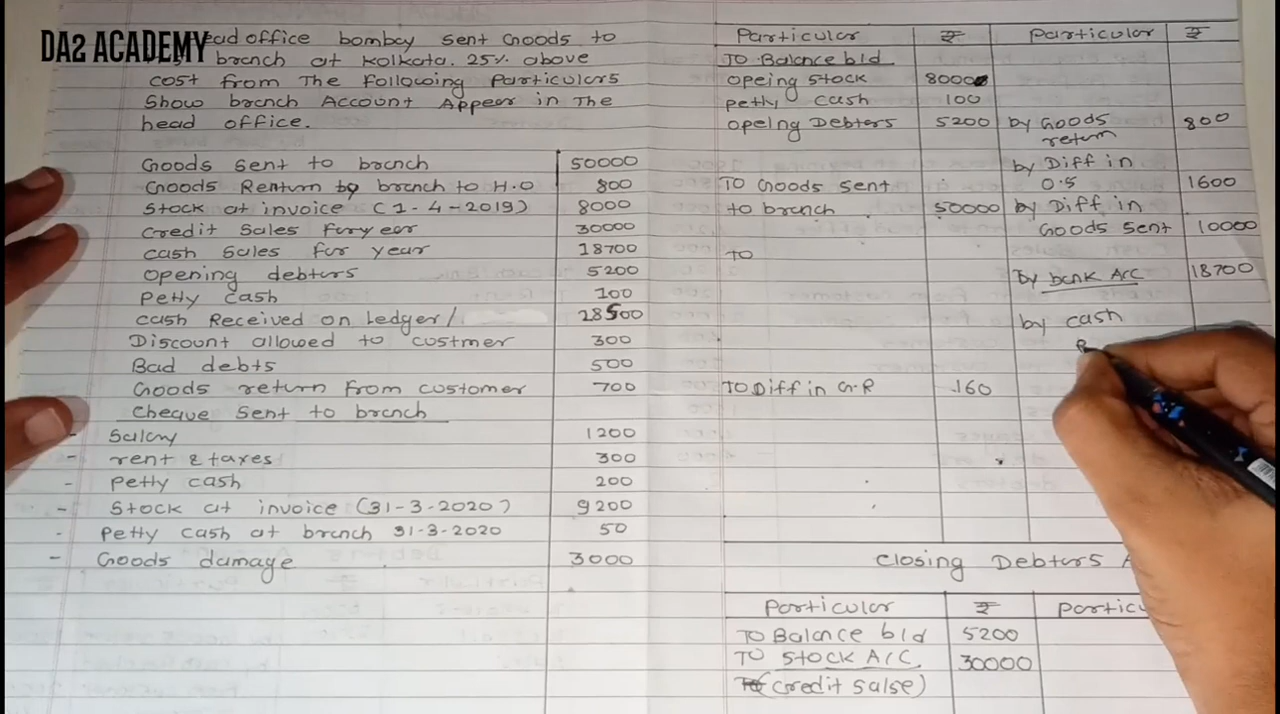 DA2 ACADEMY
ead office bombay sent Goods to
branch at Kolkata. 25% above
cost from The Following Particulars
Show branch Account Appear in The
head office.
Goods Sent to branch 50000
Goods Renturn by branch to H.O 800
Stock at invoice (1-4-2019) 8000
Credit Sales for year 30000
cash Sales for year 18700
Opening debtors 5200
Petty Cash 100
Cash Received on Ledger/ 28500
Discount allowed to custmer 300
Bad debts 500
Goods return from customer 700
Cheque Sent to branch
- Salary 1200
- rent & taxes 300
- Petty cash 200
- Stock at invoice (31-3-2020) 9200
- Petty cash at branch 31-3-2020 50
- Goods damage 3000
Particular ₹ Particular ₹
TO Balance b/d
opeing stock 8000
petty cash 100
opeing Debters 5200 by Goods 800
return
by Diff in
TO Goods sent 0.5 1600
to branch 50000 by Diff in
Goods sent 10000
to
by bank A/C 18700
by cash
R
TO Diff in G.R 160
Closing Debtors A
Particular ₹ Partic
TO Balance b/d 5200
TO STOCK A/C 30000
(credit salse)